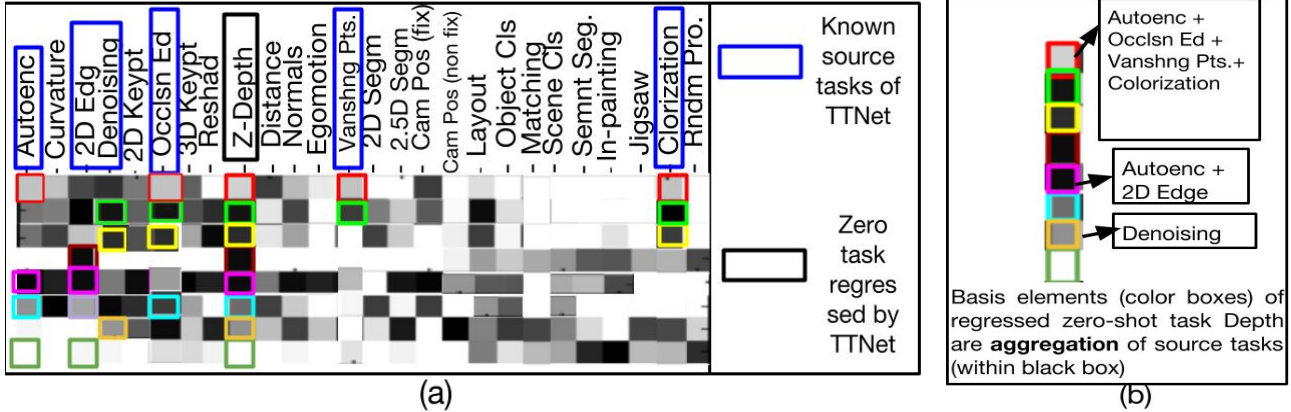 Autoenc
Curvature
2D Edg
Denoising
2D Keypt
Occlsn Ed
3D Keypt
Reshad
Z-Depth
Distance
Normals
Egomotion
Vanshng Pts.
2D Segm
2.5D Segm
Cam Pos (fix)
Cam Pos (non fix)
Layout
Object Cls
Matching
Scene Cls
Semnt Seg.
In-painting
Jigsaw
Clorization
Rndm Pro.
Known
source
tasks of
TTNet
Zero
task
regres
sed by
TTNet
(a)
Autoenc +
Occlsn Ed +
Vanshng Pts.+
Colorization
Autoenc +
2D Edge
Denoising
Basis elements (color boxes) of
regressed zero-shot task Depth
are aggregation of source tasks
(within black box)
(b)